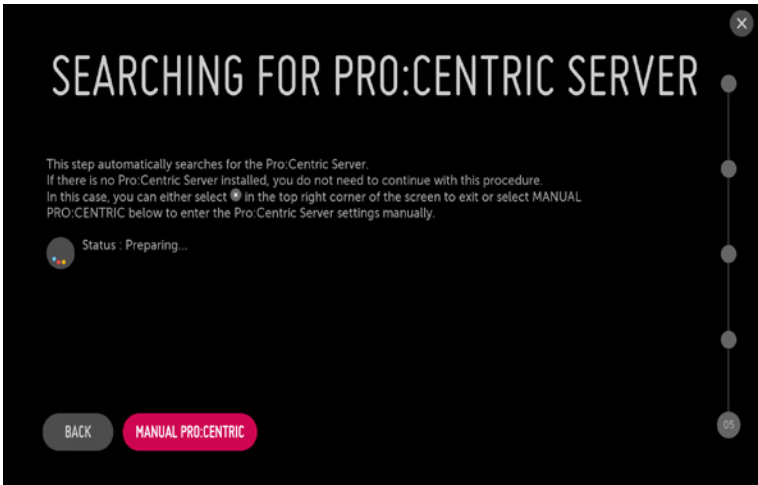 SEARCHING FOR PRO:CENTRIC SERVER
This step automatically searches for the Pro:Centric Server.
If there is no Pro:Centric Server installed, you do not need to continue with this procedure.
In this case, you can either select in the top right corner of the screen to exit or select MANUAL
PRO:CENTRIC below to enter the Pro:Centric Server settings manually.
Status : Preparing...
05
BACK
MANUAL PRO:CENTRIC